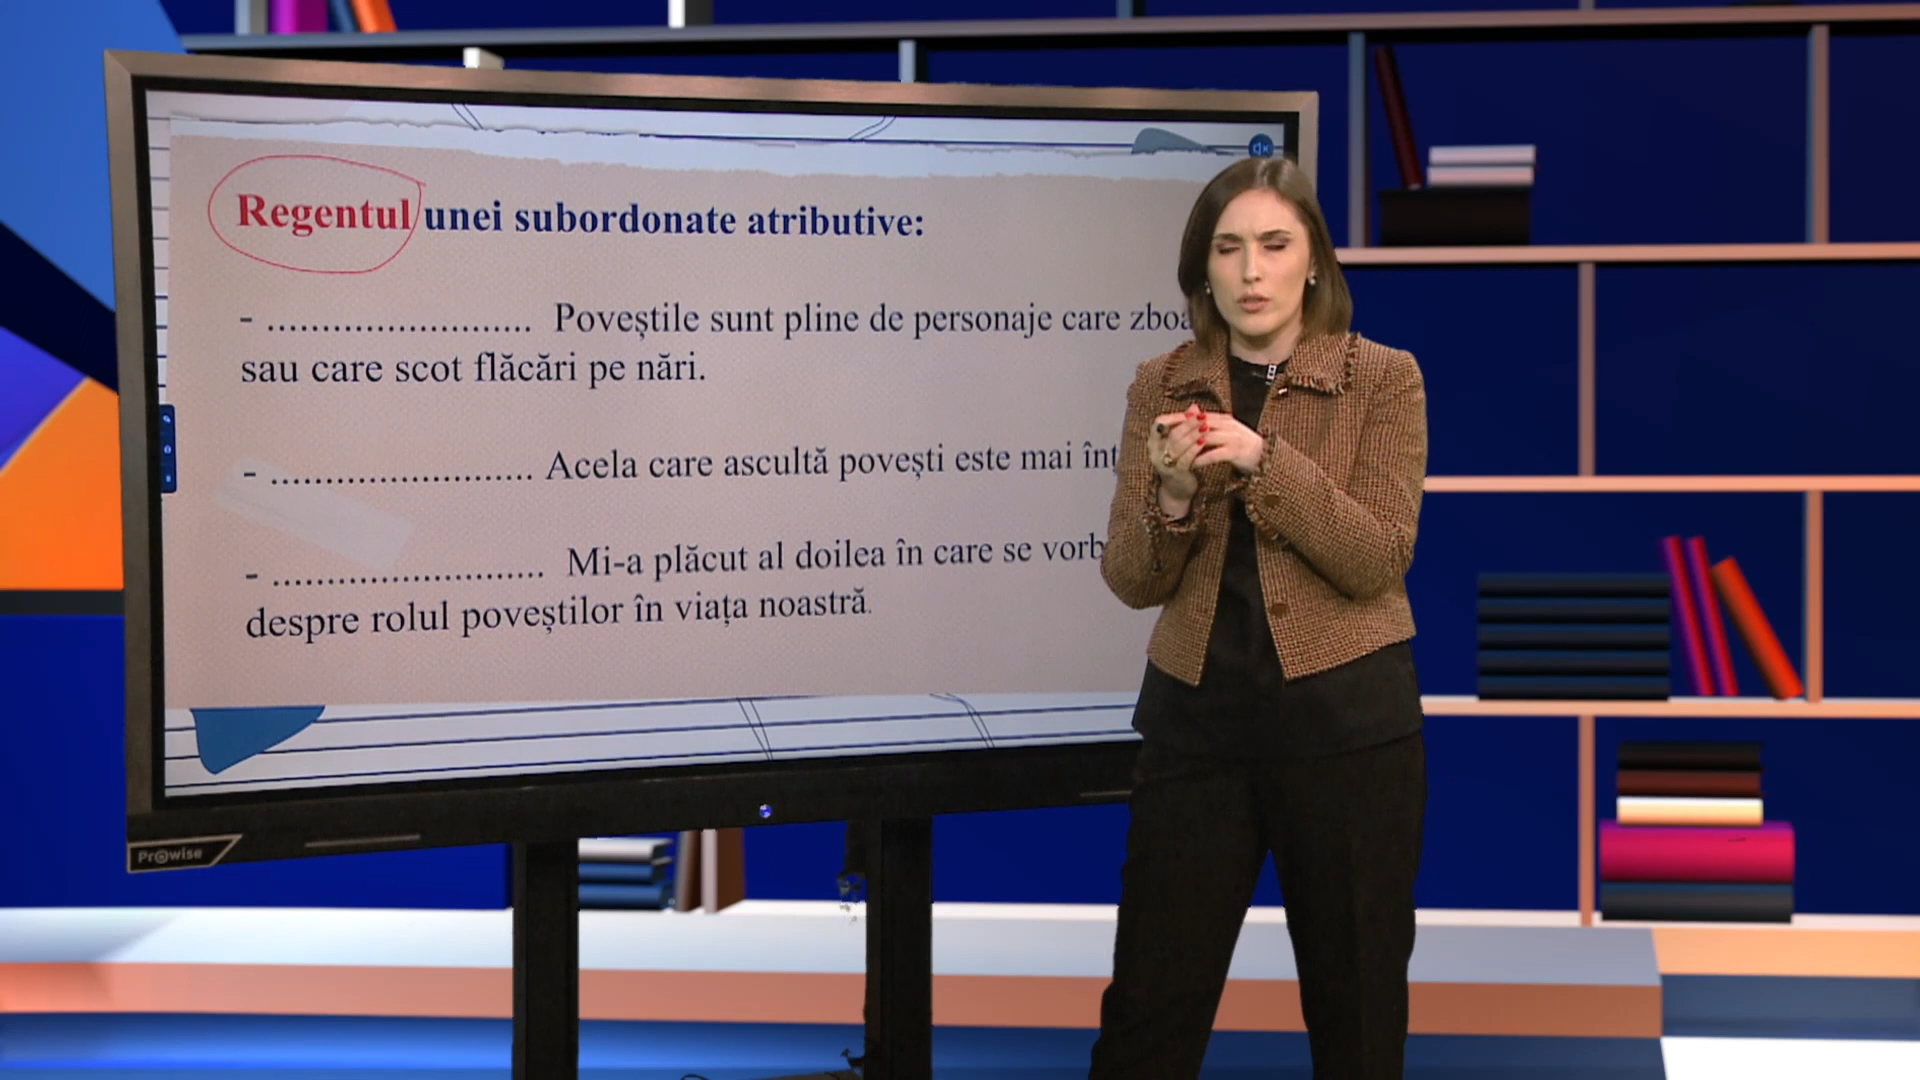 Regentul unei subordonate atributive:
- ........................ Poveștile sunt pline de personaje care
sau care scot flăcări pe nări.
- ........................ Acela care ascultă povești este mai
- ......................... Mi-a plăcut al doilea în care se
despre rolul poveștilor în viața noastră.
Prowise